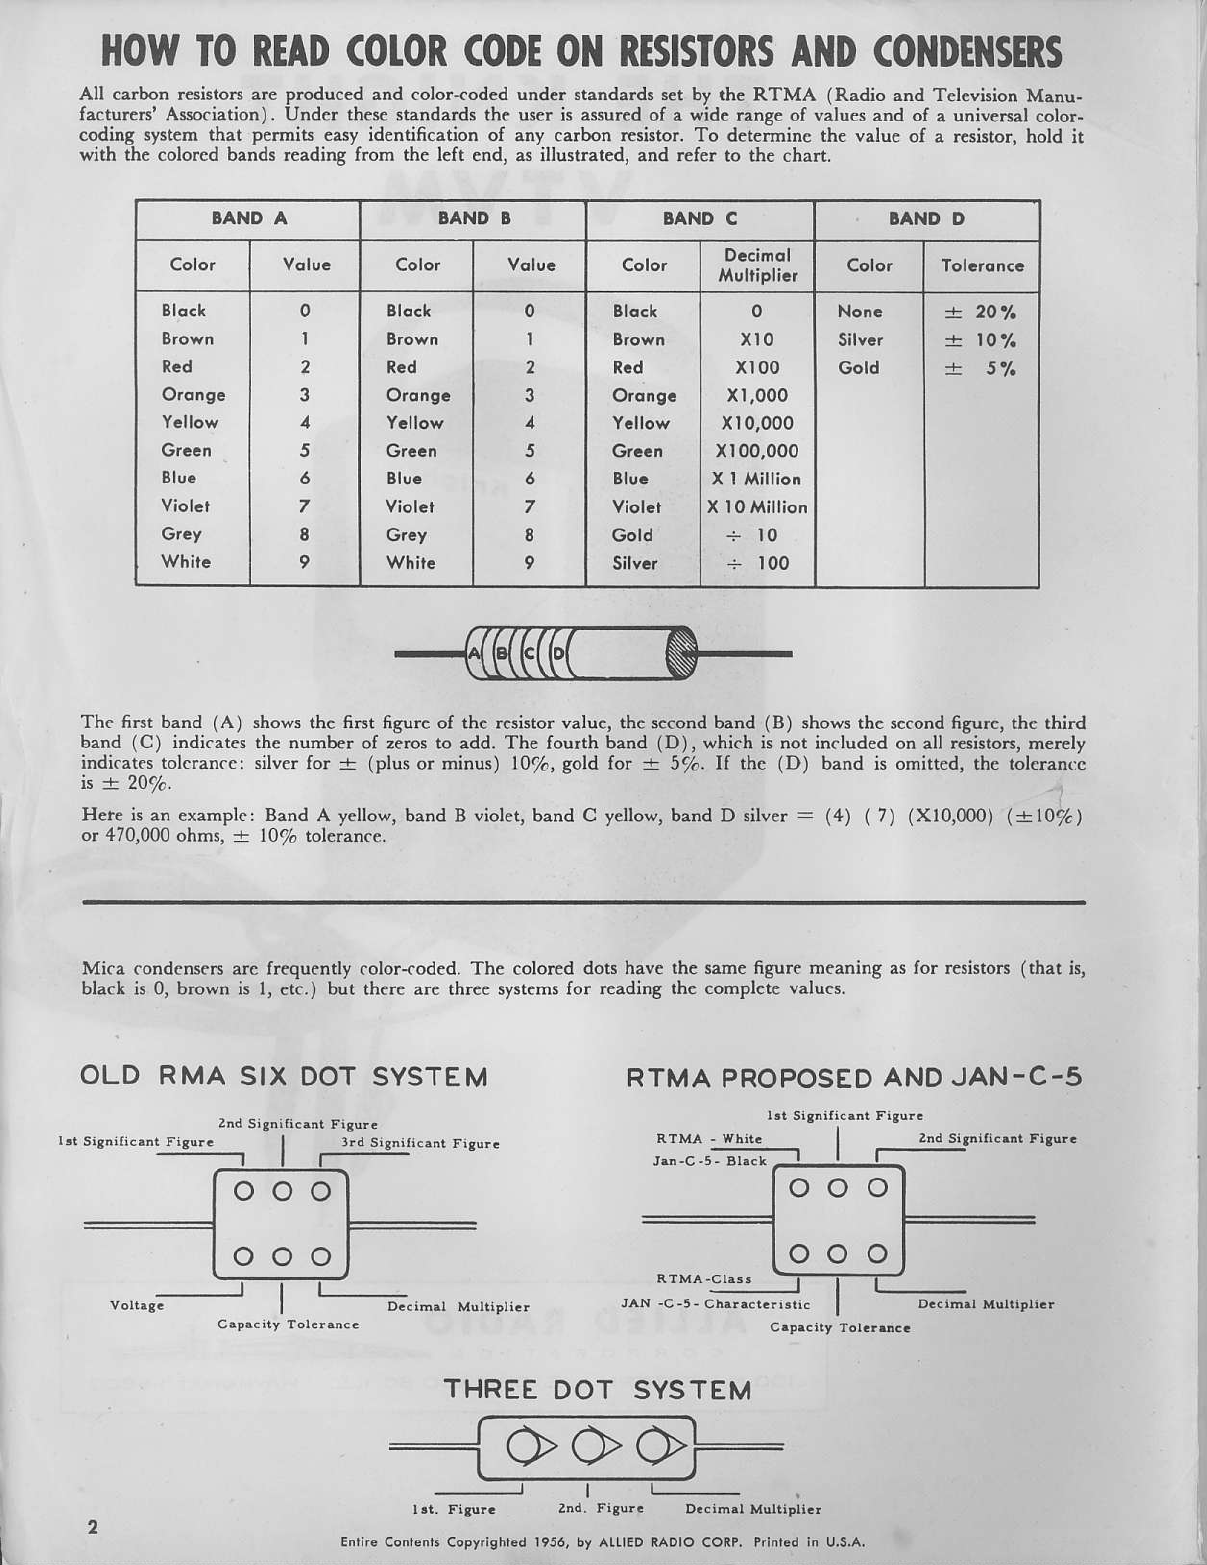 HOW TO READ COLOR CODE ON RESISTORS AND CONDENSERS
All carbon resistors are produced and color-coded under standards set by the RTMA (Radio and Television Manu-
facturers' Association). Under these standards the user is assured of a wide range of values and of a universal color-
coding system that permits easy identification of any carbon resistor. To determine the value of a resistor, hold it
with the colored bands reading from the left end, as illustrated, and refer to the chart.
BAND A BAND B BAND C BAND D
Color Value Color Value Color Decimal Multiplier Color Tolerance
Black 0 Black 0 Black 0 None ± 20%
Brown 1 Brown 1 Brown X10 Silver ± 10%
Red 2 Red 2 Red X100 Gold ± 5%
Orange 3 Orange 3 Orange X1,000
Yellow 4 Yellow 4 Yellow X10,000
Green 5 Green 5 Green X100,000
Blue 6 Blue 6 Blue X 1 Million
Violet 7 Violet 7 Violet X 10 Million
Grey 8 Grey 8 Gold ÷ 10
White 9 White 9 Silver ÷ 100
A B C D
The first band (A) shows the first figure of the resistor value, the second band (B) shows the second figure, the third
band (C) indicates the number of zeros to add. The fourth band (D), which is not included on all resistors, merely
indicates tolerance: silver for ± (plus or minus) 10%, gold for ± 5%. If the (D) band is omitted, the tolerance
is ± 20%.
Here is an example: Band A yellow, band B violet, band C yellow, band D silver = (4) ( 7) (X10,000) (±10%)
or 470,000 ohms, ± 10% tolerance.
Mica condensers are frequently color-coded. The colored dots have the same figure meaning as for resistors (that is,
black is 0, brown is 1, etc.) but there are three systems for reading the complete values.
OLD RMA SIX DOT SYSTEM
2nd Significant Figure
1st Significant Figure 3rd Significant Figure
Voltage Decimal Multiplier
Capacity Tolerance
RTMA PROPOSED AND JAN-C-5
1st Significant Figure
RTMA - White 2nd Significant Figure
Jan-C-5- Black
RTMA-Class
JAN -C-5- Characteristic Decimal Multiplier
Capacity Tolerance
THREE DOT SYSTEM
1st. Figure 2nd. Figure Decimal Multiplier
2
Entire Contents Copyrighted 1956, by ALLIED RADIO CORP. Printed in U.S.A.